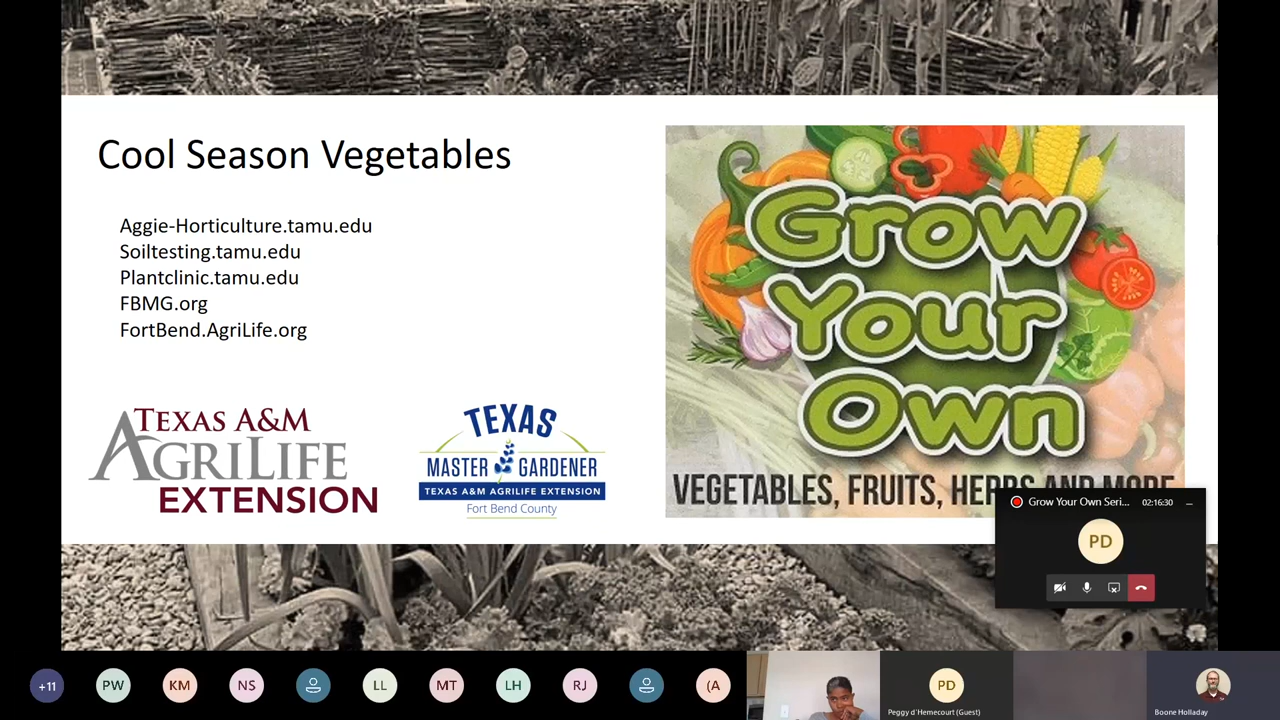 Cool Season Vegetables
Aggie-Horticulture.tamu.edu
Soiltesting.tamu.edu
Plantclinic.tamu.edu
FBMG.org
FortBend.AgriLife.org
TEXAS A&M
AGRILIFE
EXTENSION
TEXAS
MASTER GARDENER
TEXAS A&M AGRILIFE EXTENSION
Fort Bend County
Grow
Your
Own
VEGETABLES, FRUITS, HERBS AND MORE
Grow Your Own Seri... 02:16:30
PD
+11 PW KM NS LL MT LH RJ (A PD
Peggy d'Hemecourt (Guest) Boone Holladay